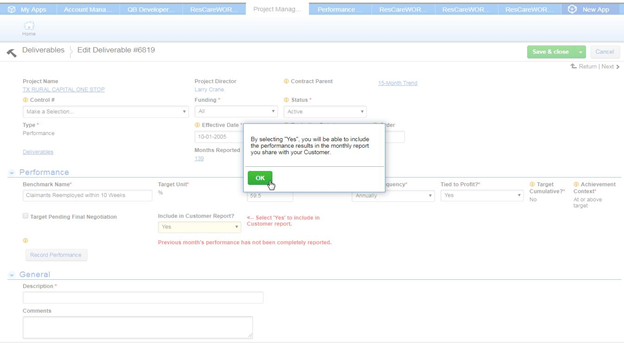 My Apps Account Mana... QB Developer... ResCareWOR... Project Manag... Performance ... ResCareWOR... ResCareWOR... ResCareWOR... New App
Home
Deliverables Edit Deliverable #6619 Save & close Cancel
Return | Next
Project Name Project Director Contract Parent +5-Month Trend
TX RURAL CAPITAL ONE STOP Larry Crane
Control # Funding * Status *
Make a Selection... All Active
Type * Effective Date
Performance 10-01-2005
Deliverables Months Reported
138
By selecting "Yes", you will be able to include
the performance results in the monthly report
you share with your Customer.
OK
Performance
Benchmark Name* Target Unit* Tied to Profit?* Target Cumulative?* Achievement Context*
Claimants Reemployed within 10 Weeks % Annually Yes No At or above target
Target Pending Final Negotiation Include in Customer Report? <-- Select 'Yes' to include in
Yes Customer report.
Previous month's performance has not been completely reported.
Record Performance
General
Description *
Comments